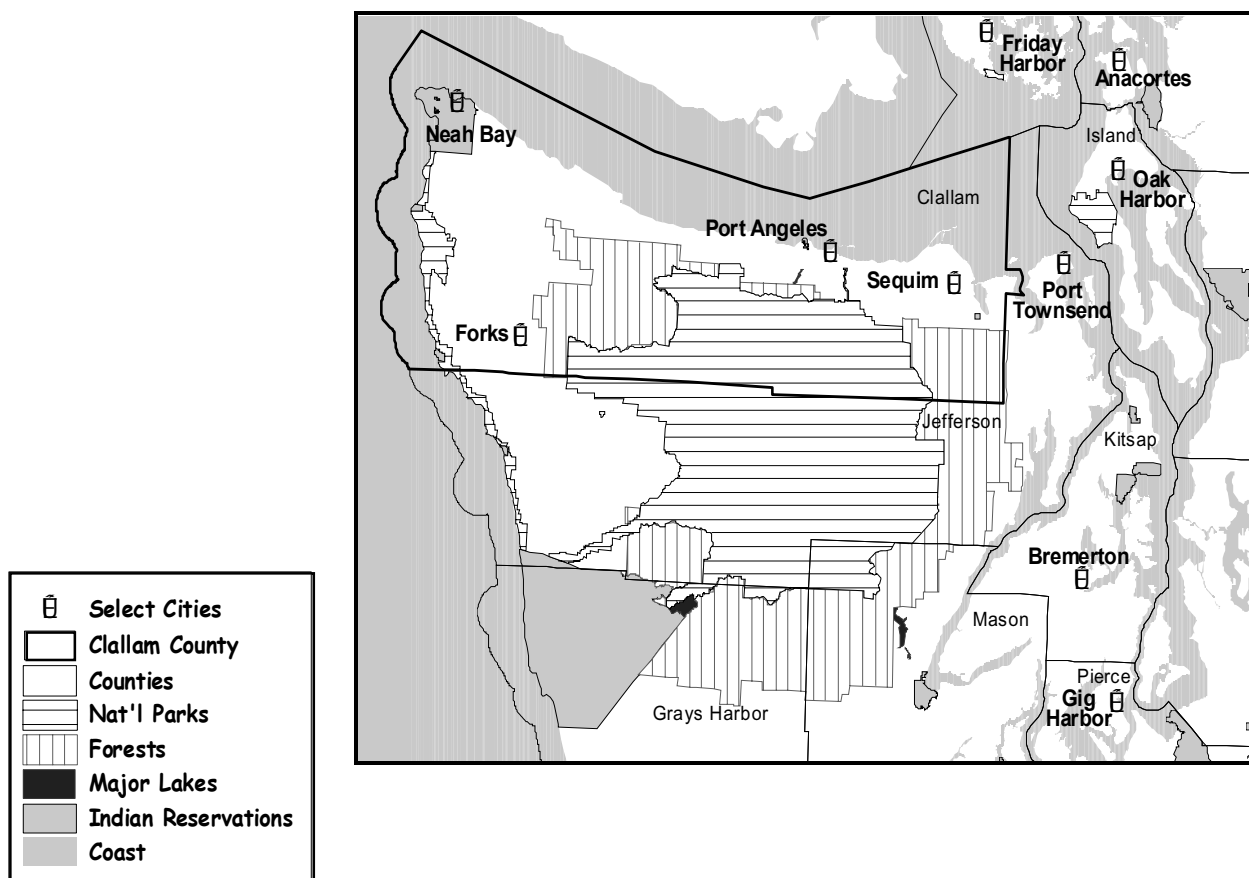 Friday
Harbor
Anacortes
Neah Bay
Island
Oak
Harbor
Clallam
Port Angeles
Sequim
Port
Townsend
Forks
Jefferson
Kitsap
Bremerton
Mason
Pierce
Gig
Harbor
Grays Harbor
Select Cities
Clallam County
Counties
Nat'l Parks
Forests
Major Lakes
Indian Reservations
Coast